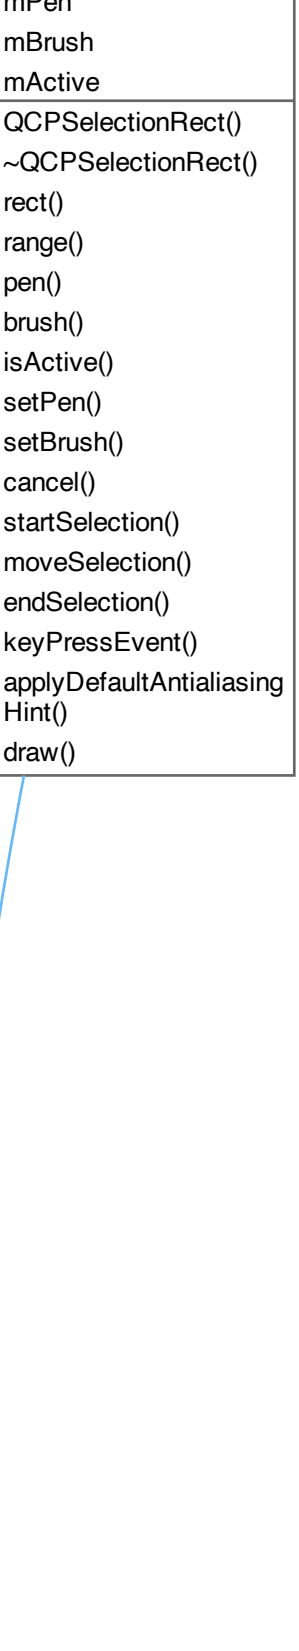 mPen
mBrush
mActive
QCPSelectionRect()
~QCPSelectionRect()
rect()
range()
pen()
brush()
isActive()
setPen()
setBrush()
cancel()
startSelection()
moveSelection()
endSelection()
keyPressEvent()
applyDefaultAntialiasing
Hint()
draw()